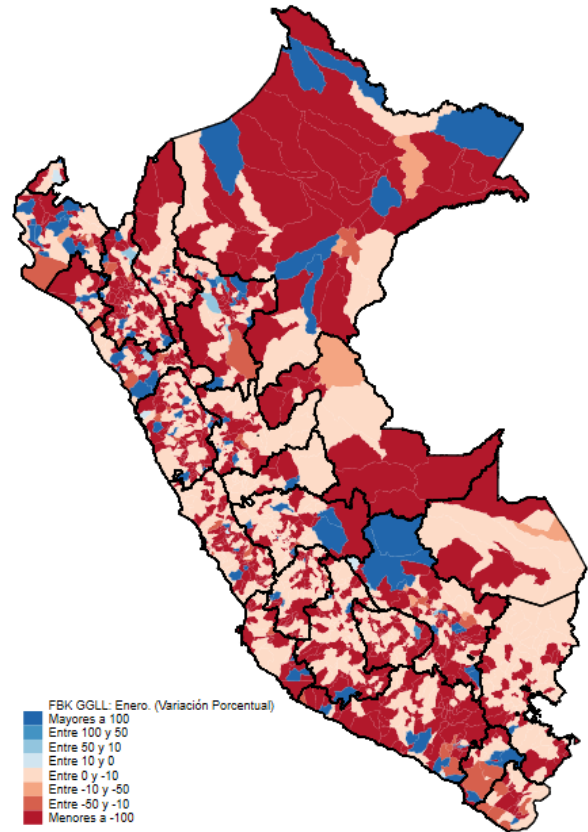 FBK GGLL: Enero. (Variación Porcentual)
Mayores a 100
Entre 100 y 50
Entre 50 y 10
Entre 10 y 0
Entre 0 y -10
Entre -10 y -50
Entre -50 y -10
Menores a -100